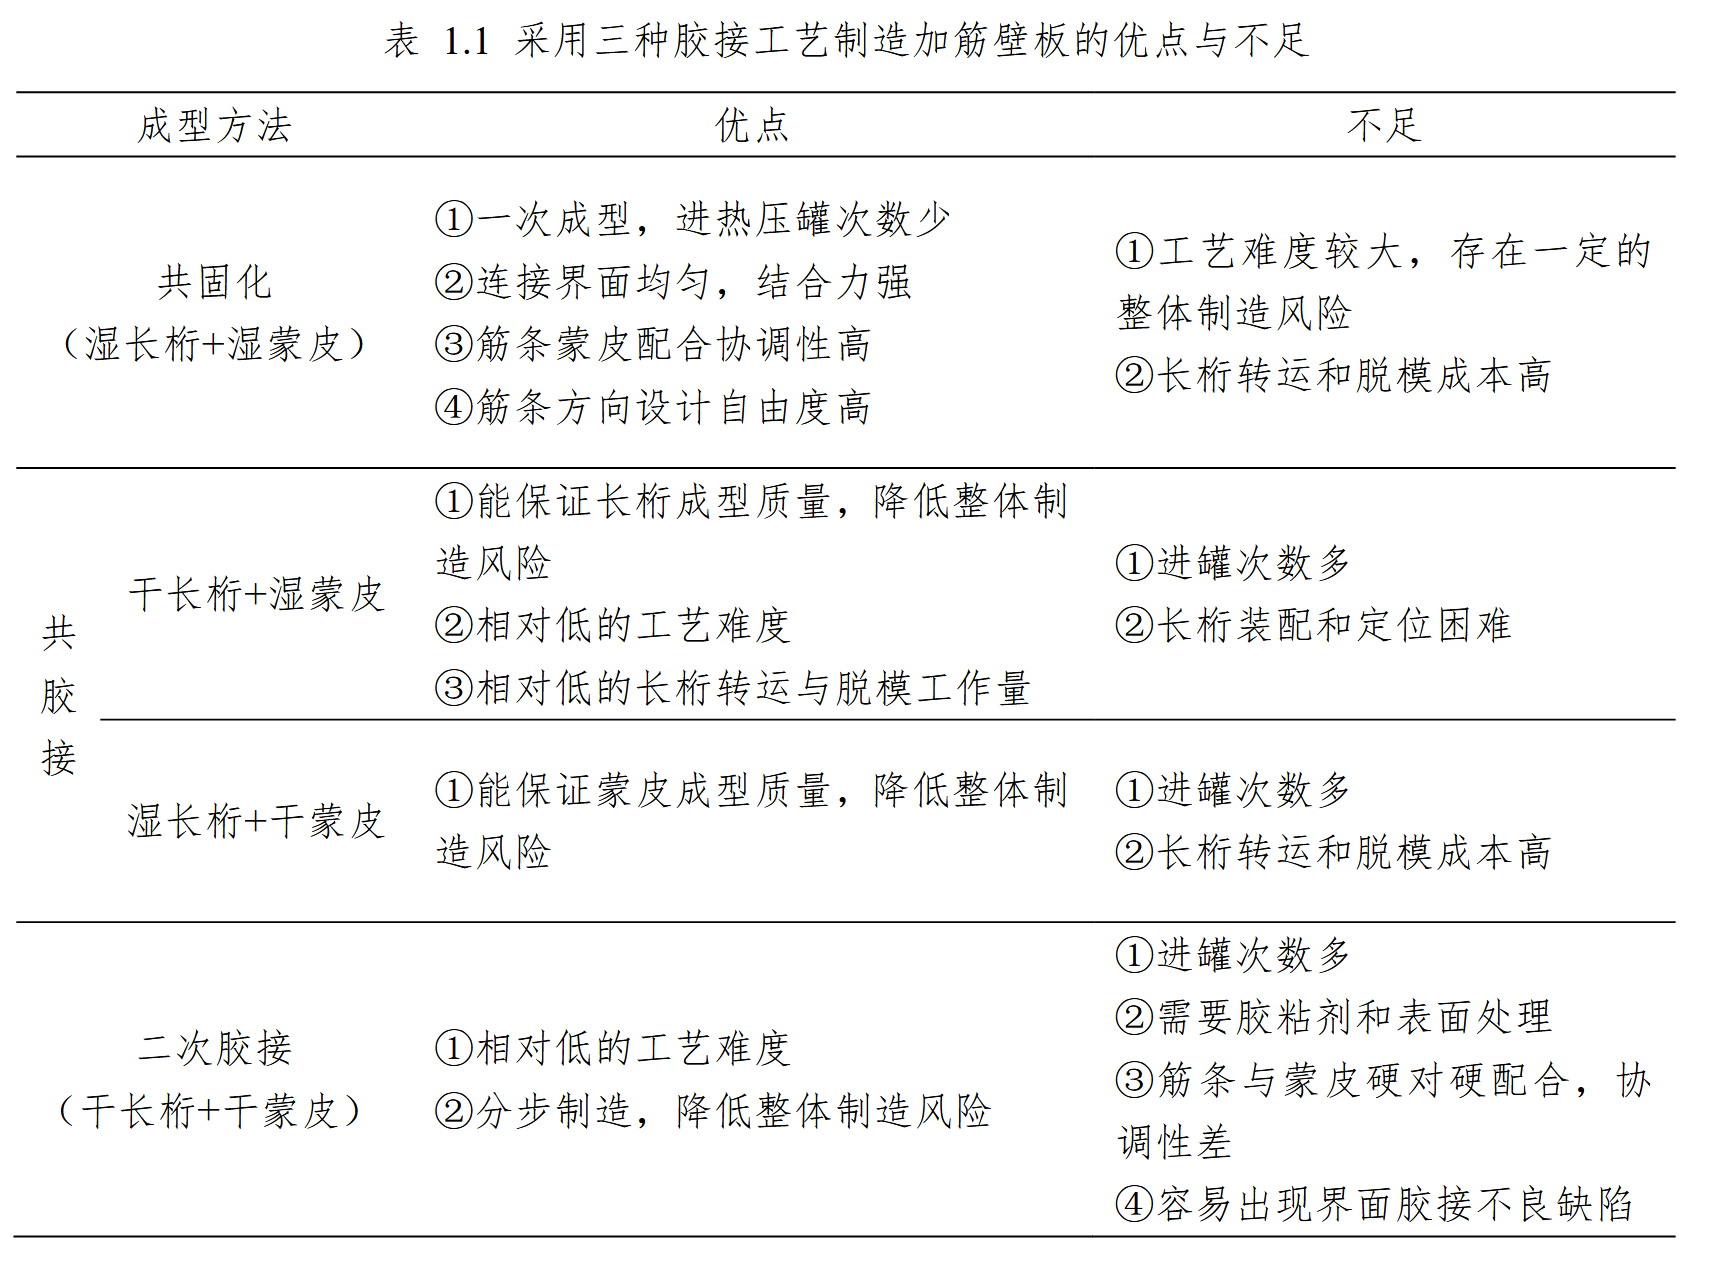 表 1.1 采用三种胶接工艺制造加筋壁板的优点与不足
成型方法 优点 不足
共固化
（湿长桁+湿蒙皮）
①一次成型，进热压罐次数少
②连接界面均匀，结合力强
③筋条蒙皮配合协调性高
④筋条方向设计自由度高
①工艺难度较大，存在一定的
整体制造风险
②长桁转运和脱模成本高
共
胶
接
干长桁+湿蒙皮
①能保证长桁成型质量，降低整体制
造风险
②相对低的工艺难度
③相对低的长桁转运与脱模工作量
①进罐次数多
②长桁装配和定位困难
湿长桁+干蒙皮
①能保证蒙皮成型质量，降低整体制
造风险
①进罐次数多
②长桁转运和脱模成本高
二次胶接
（干长桁+干蒙皮）
①相对低的工艺难度
②分步制造，降低整体制造风险
①进罐次数多
②需要胶粘剂和表面处理
③筋条与蒙皮硬对硬配合，协
调性差
④容易出现界面胶接不良缺陷